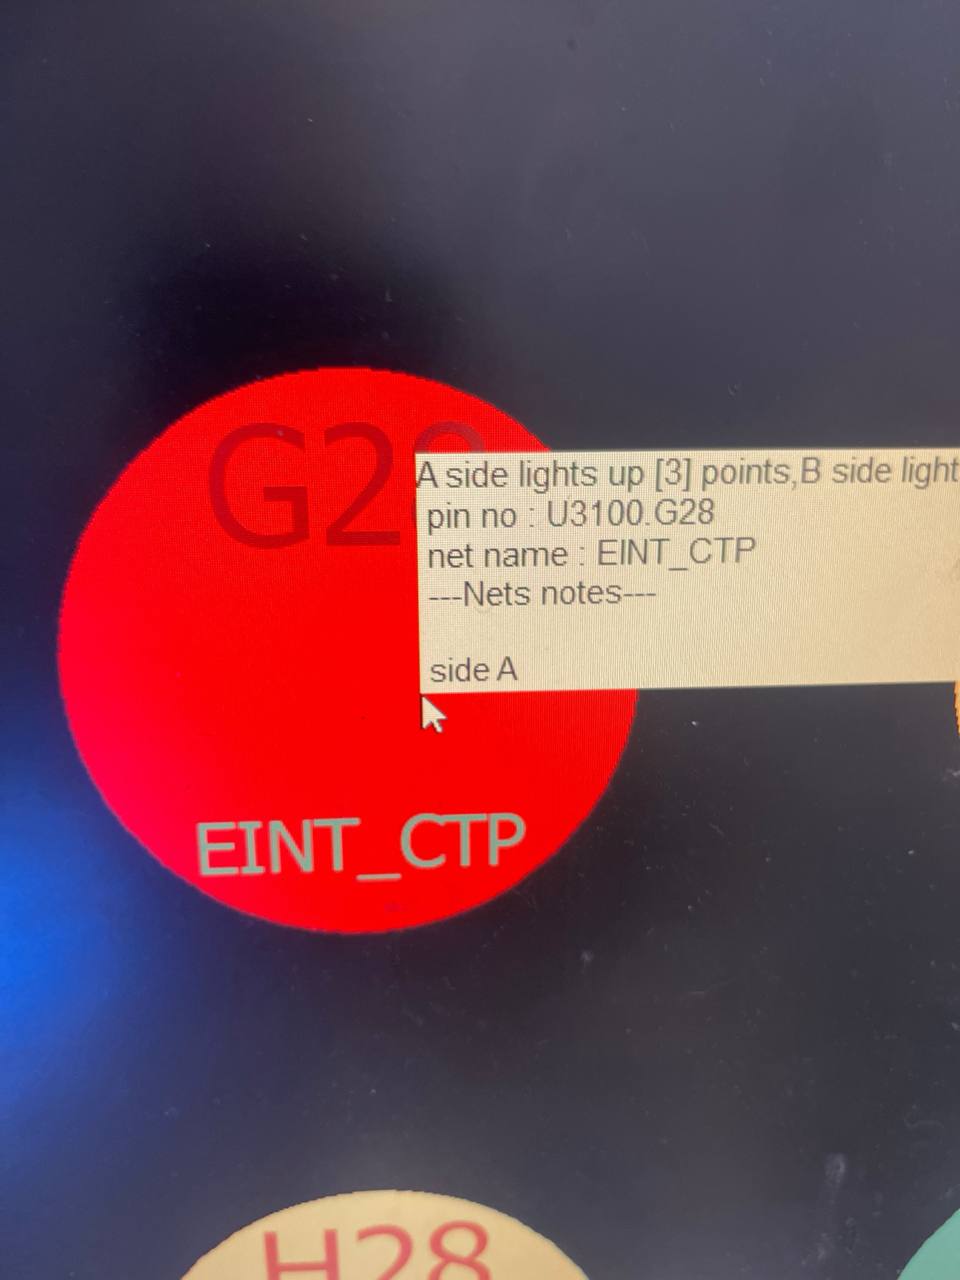 G28
A side lights up [3] points,B side light
pin no : U3100.G28
net name : EINT_CTP
---Nets notes---
side A
EINT_CTP
H28